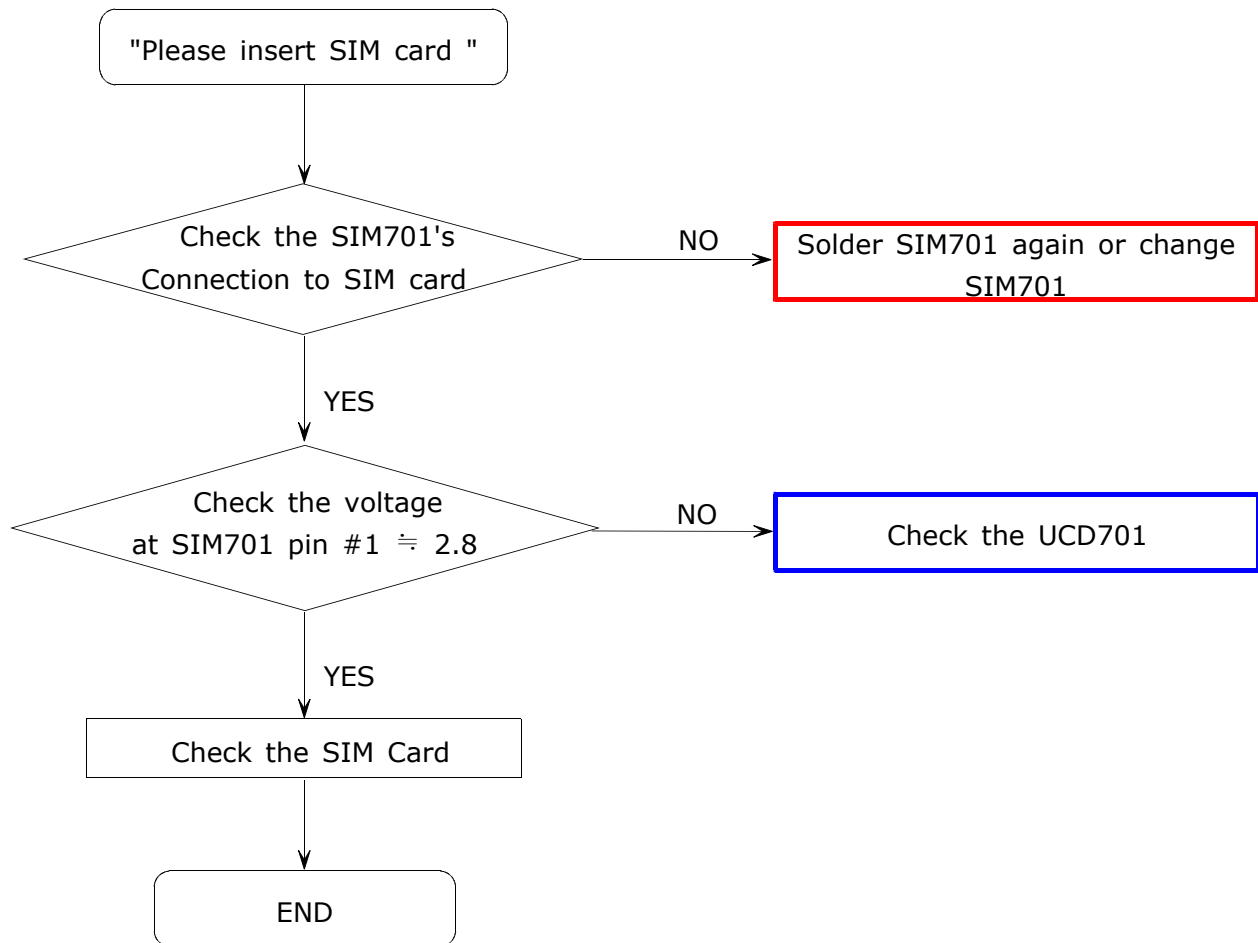 "Please insert SIM card "
Check the SIM701's
Connection to SIM card
NO
Solder SIM701 again or change
SIM701
YES
Check the voltage
at SIM701 pin #1 ≒ 2.8
NO
Check the UCD701
YES
Check the SIM Card
END